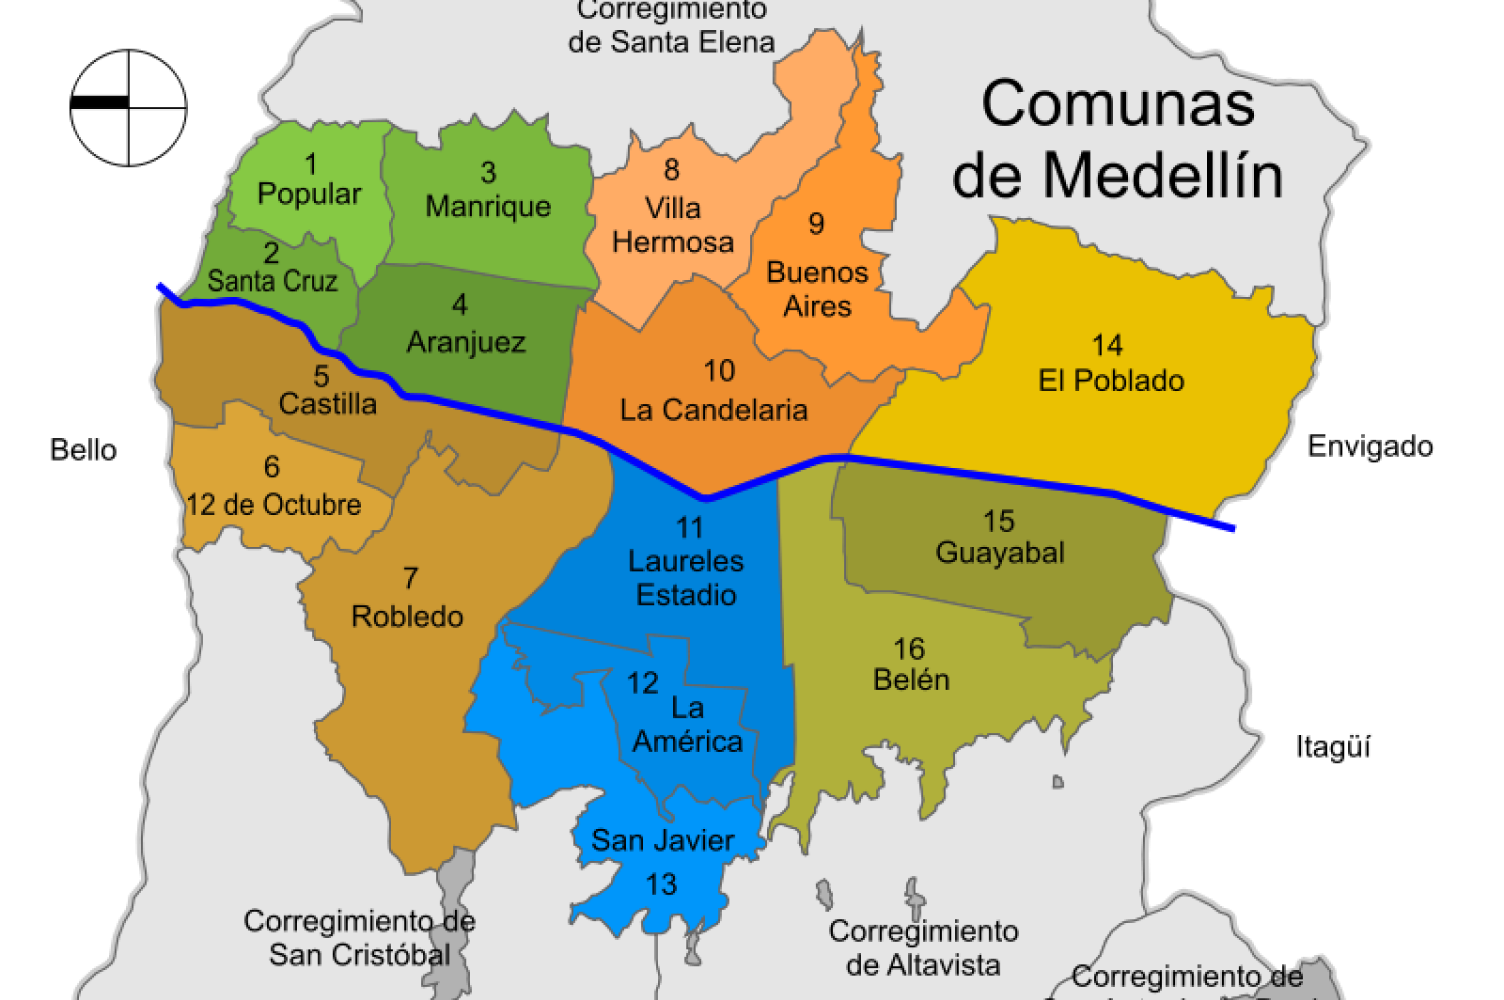 Corregimiento
de Santa Elena
Comunas
de Medellín
1
Popular
3
Manrique
8
Villa
Hermosa
9
Buenos
Aires
2
Santa Cruz
4
Aranjuez
14
El Poblado
5
Castilla
10
La Candelaria
Bello
Envigado
6
12 de Octubre
11
Laureles
Estadio
15
Guayabal
7
Robledo
16
Belén
12
La
América
Itagüí
San Javier
13
Corregimiento de
San Cristóbal
Corregimiento
de Altavista
Corregimiento de